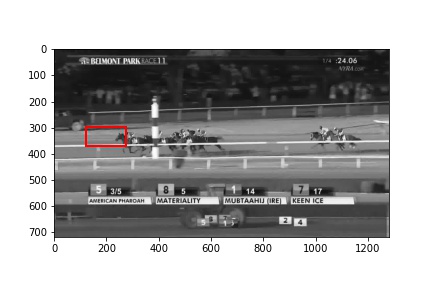 BELMONT PARK RACE 11
1/4 :24.06
NYRA.com
5 3/5 8 5 1 14 7 17
AMERICAN PHAROAH MATERIALITY MUBTAAHIJ (IRE) KEEN ICE
2 4
0
100
200
300
400
500
600
700
0 200 400 600 800 1000 1200